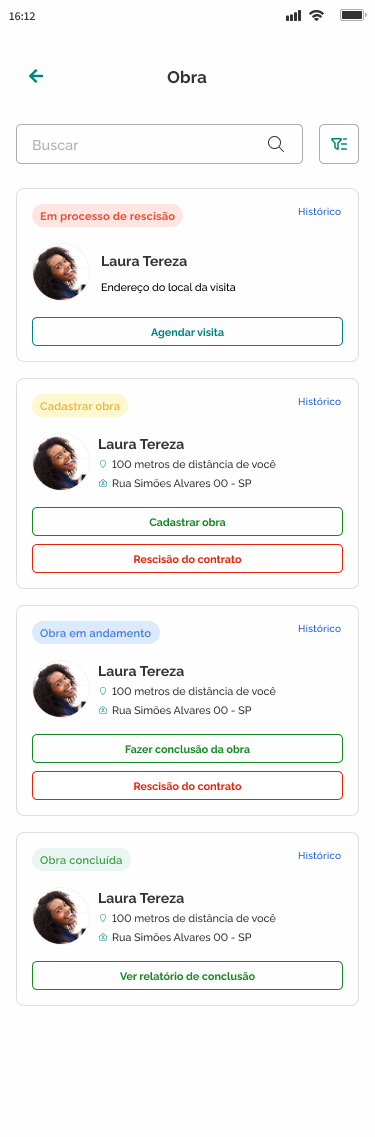 16:12
Obra
Buscar
Em processo de rescisão
Histórico
Laura Tereza
Endereço do local da visita
Agendar visita
Cadastrar obra
Histórico
Laura Tereza
100 metros de distância de você
Rua Simões Alvares 00 - SP
Cadastrar obra
Rescisão do contrato
Obra em andamento
Histórico
Laura Tereza
100 metros de distância de você
Rua Simões Alvares 00 - SP
Fazer conclusão da obra
Rescisão do contrato
Obra concluída
Histórico
Laura Tereza
100 metros de distância de você
Rua Simões Alvares 00 - SP
Ver relatório de conclusão